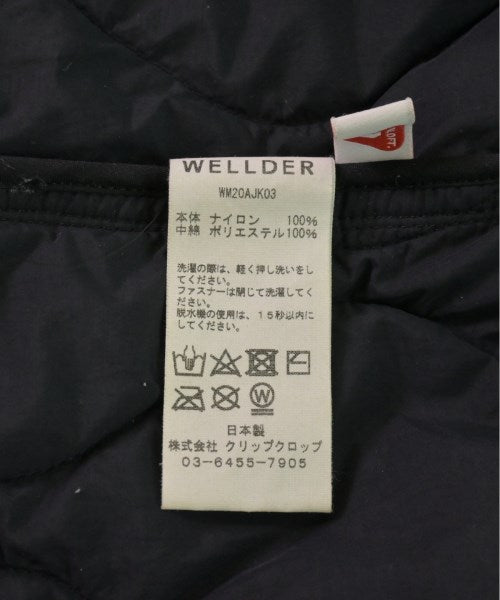 LOFT.
WELLDER
WM20AJK03
本体 ナイロン 100%
中綿 ポリエステル100%
洗濯の際は、軽く押し洗いをし
てください。
ファスナーは閉じて洗濯してく
ださい。
脱水機の使用は、15秒以内に
してください。
W
日本製
株式会社 クリップクロップ
03-6455-7905